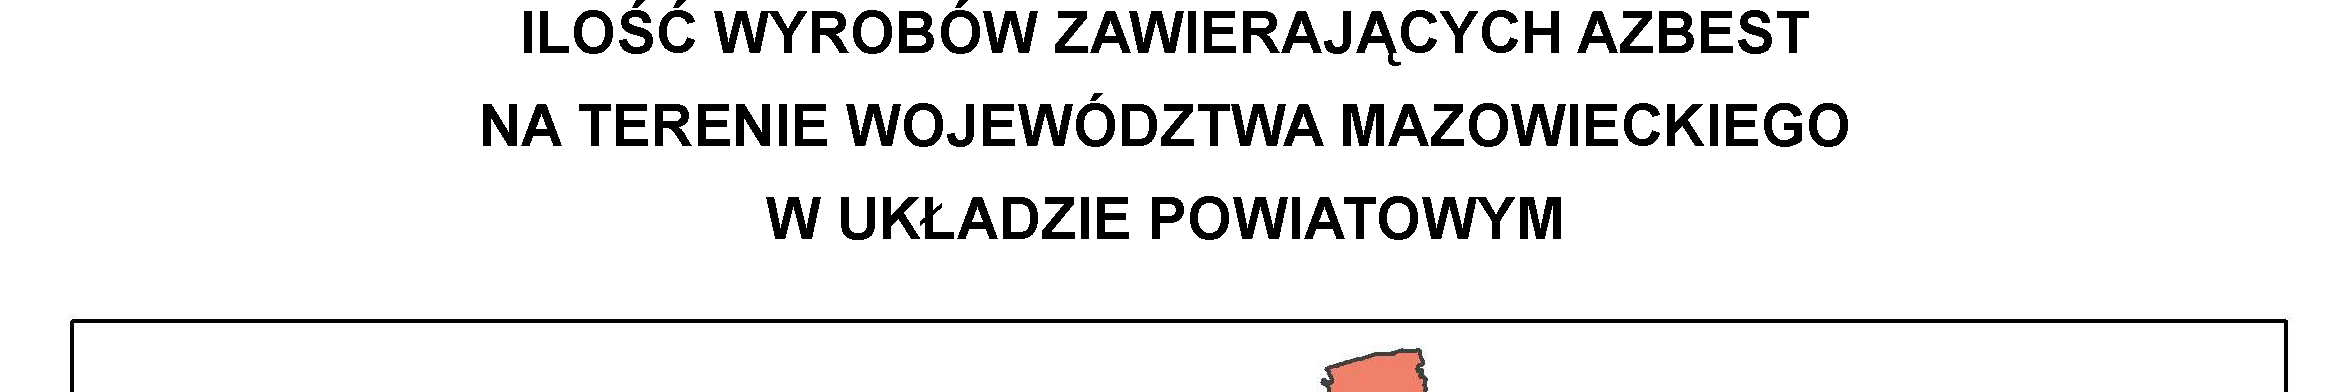 ILOŚĆ WYROBÓW ZAWIERAJĄCYCH AZBEST
NA TERENIE WOJEWÓDZTWA MAZOWIECKIEGO
W UKŁADZIE POWIATOWYM